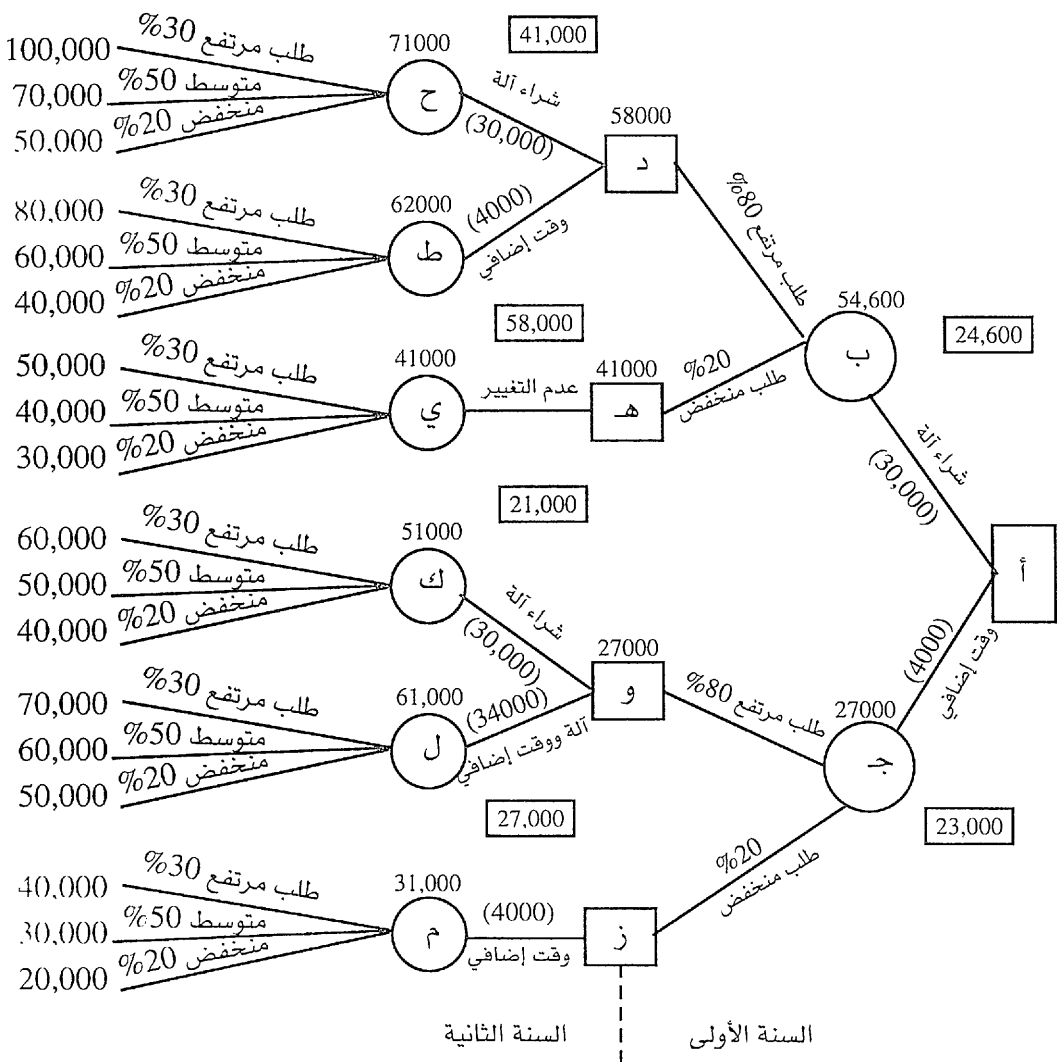 41,000
71000
100,000
طلب مرتفع 30%
70,000
متوسط 50%
50,000
منخفض 20%
ح
شراء آلة
(30,000)
58000
د
80,000
طلب مرتفع 30%
60,000
متوسط 50%
40,000
منخفض 20%
62000
ط
(4000)
وقت إضافي
طلب مرتفع 80%
54,600
ب
24,600
58,000
50,000
طلب مرتفع 30%
40,000
متوسط 50%
30,000
منخفض 20%
41000
ي
عدم التغيير
41000
هـ
%20
طلب منخفض
شراء آلة
(30,000)
21,000
أ
60,000
طلب مرتفع 30%
50,000
متوسط 50%
40,000
منخفض 20%
51000
ك
شراء آلة
(30,000)
27000
و
طلب مرتفع 80%
(4000)
وقت إضافي
70,000
طلب مرتفع 30%
60,000
متوسط 50%
50,000
منخفض 20%
61,000
ل
(34000)
آلة ووقت إضافي
27000
جـ
27,000
23,000
40,000
طلب مرتفع 30%
30,000
متوسط 50%
20,000
منخفض 20%
31,000
م
(4000)
وقت إضافي
ز
%20
طلب منخفض
السنة الأولى
السنة الثانية